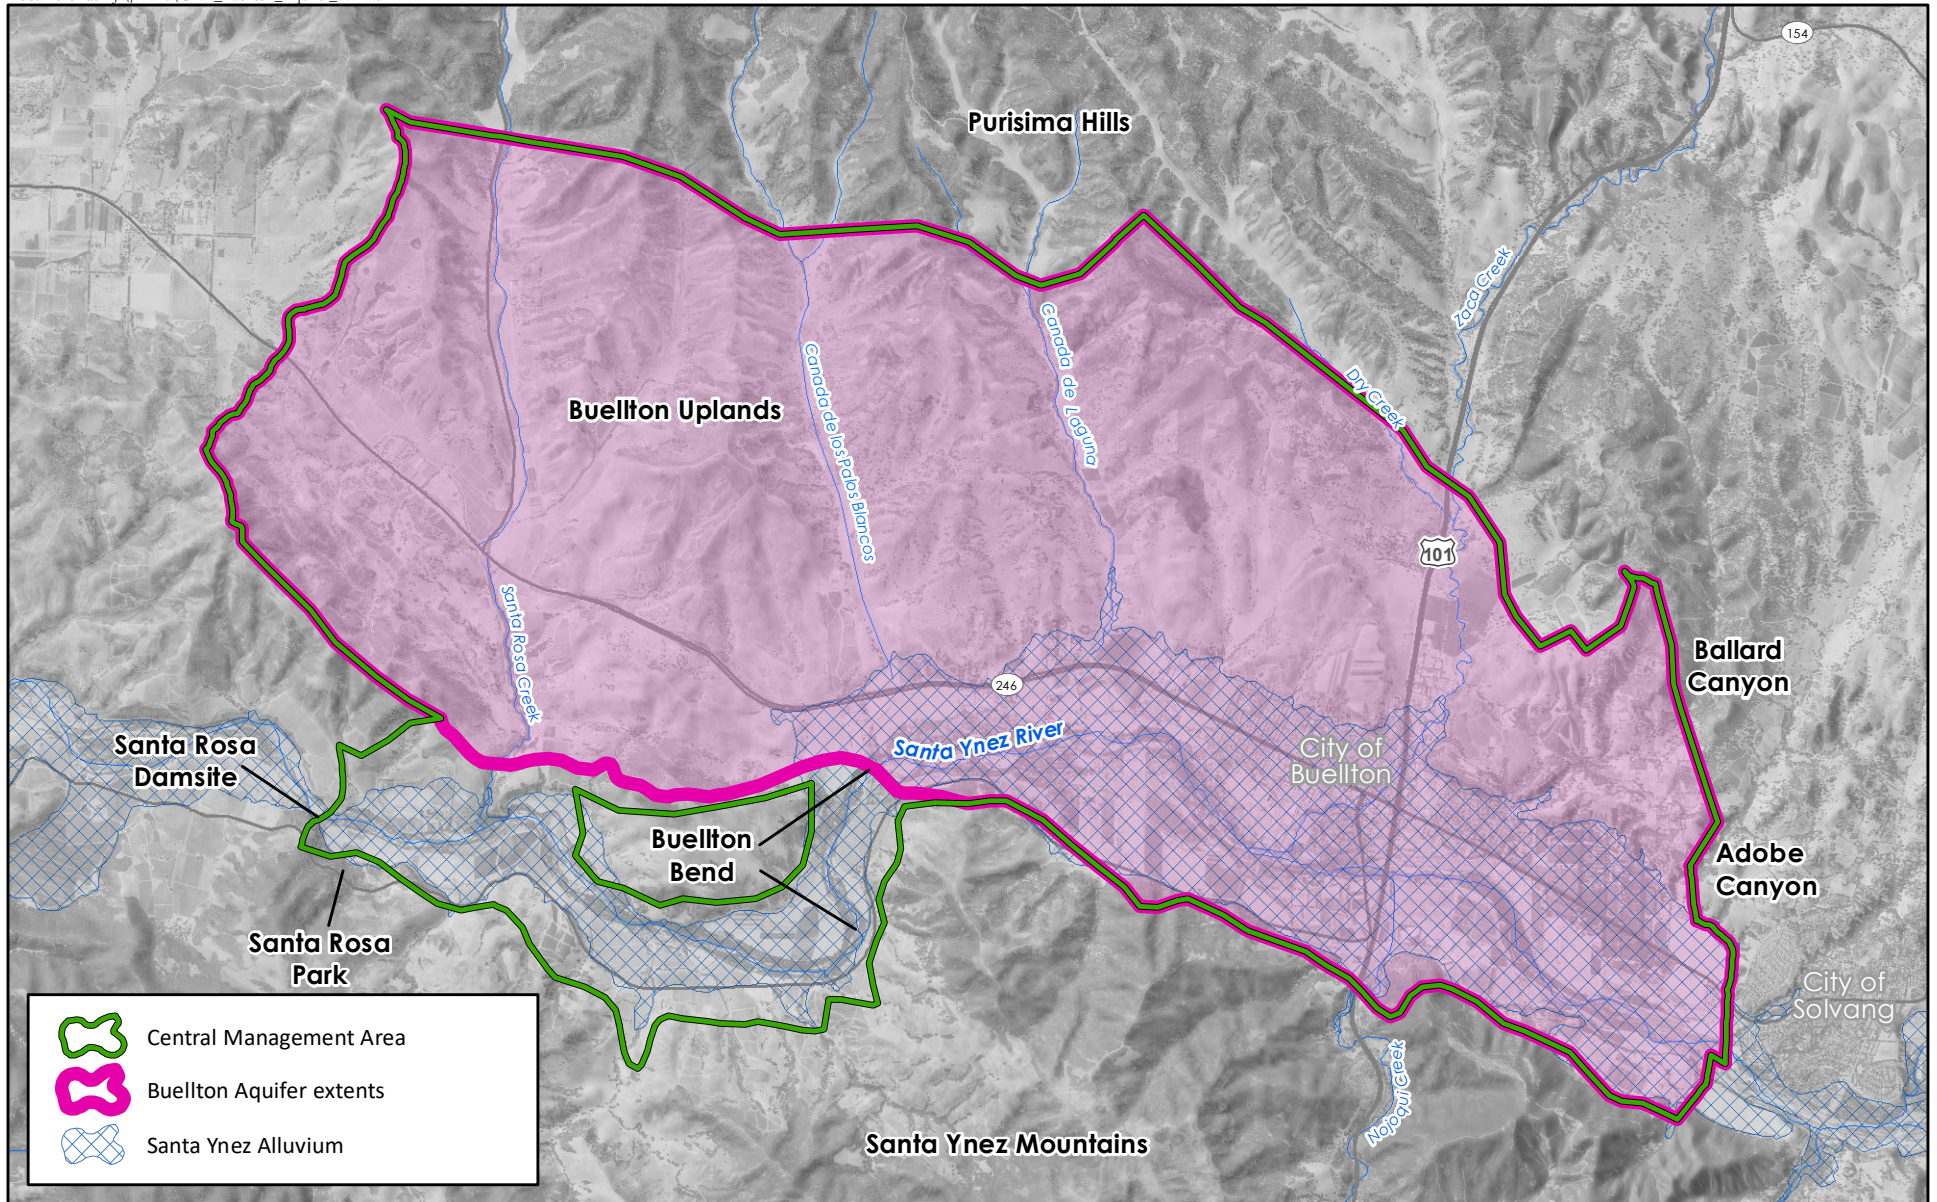 154
Purisima Hills
Zaca Creek
Canada de Laguna
Canada de los Palos Blancos
Dry Creek
Buellton Uplands
101
Santa Rosa Creek
Ballard
Canyon
246
Santa Ynez River
City of
Buellton
Santa Rosa
Damsite
Buellton
Bend
Adobe
Canyon
Santa Rosa
Park
City of
Solvang
Nojoqui Creek
Santa Ynez Mountains
Central Management Area
Buellton Aquifer extents
Santa Ynez Alluvium